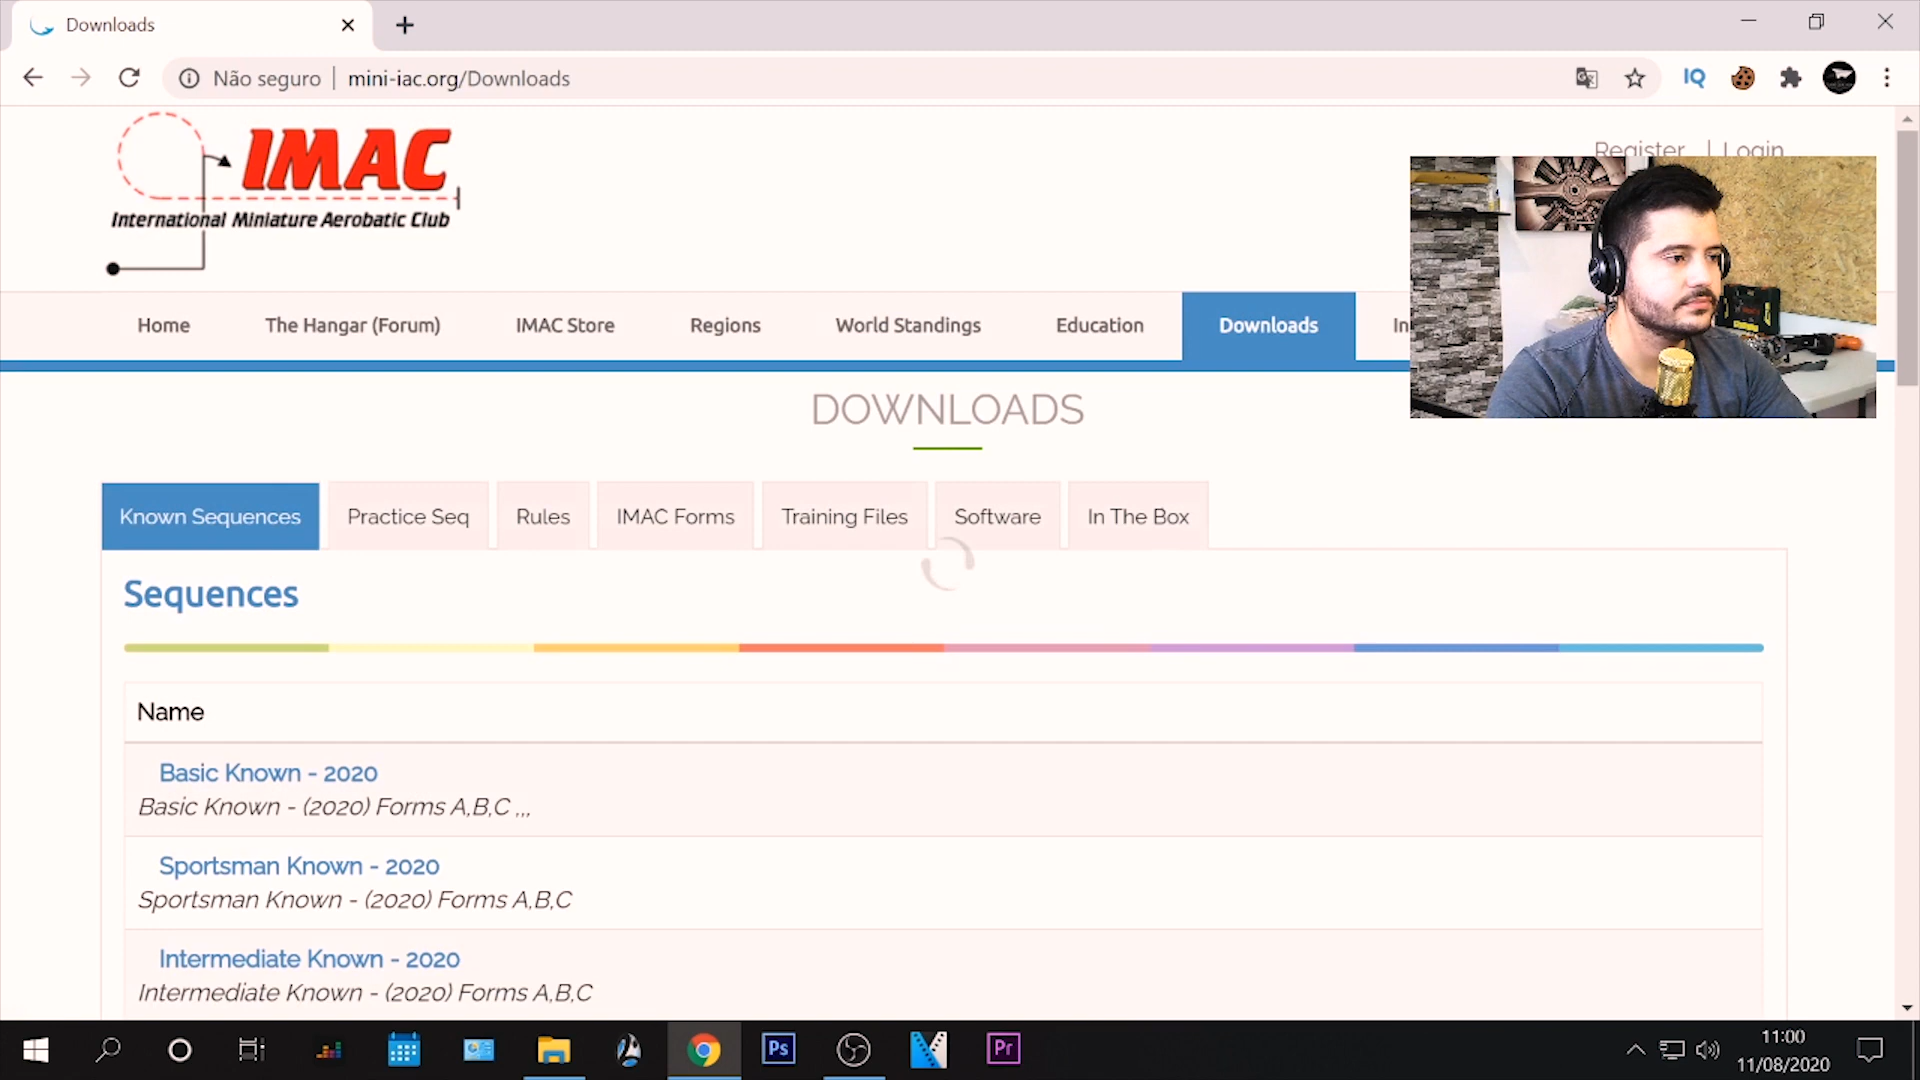 Downloads
Não seguro | mini-iac.org/Downloads
IQ
IMAC
International Miniature Aerobatic Club
Register | Login
Home The Hangar (Forum) IMAC Store Regions World Standings Education Downloads In
DOWNLOADS
Known Sequences Practice Seq Rules IMAC Forms Training Files Software In The Box
Sequences
Name
Basic Known - 2020
Basic Known - (2020) Forms A,B,C ,,,
Sportsman Known - 2020
Sportsman Known - (2020) Forms A,B,C
Intermediate Known - 2020
Intermediate Known - (2020) Forms A,B,C
Ps Pr
11:00
11/08/2020